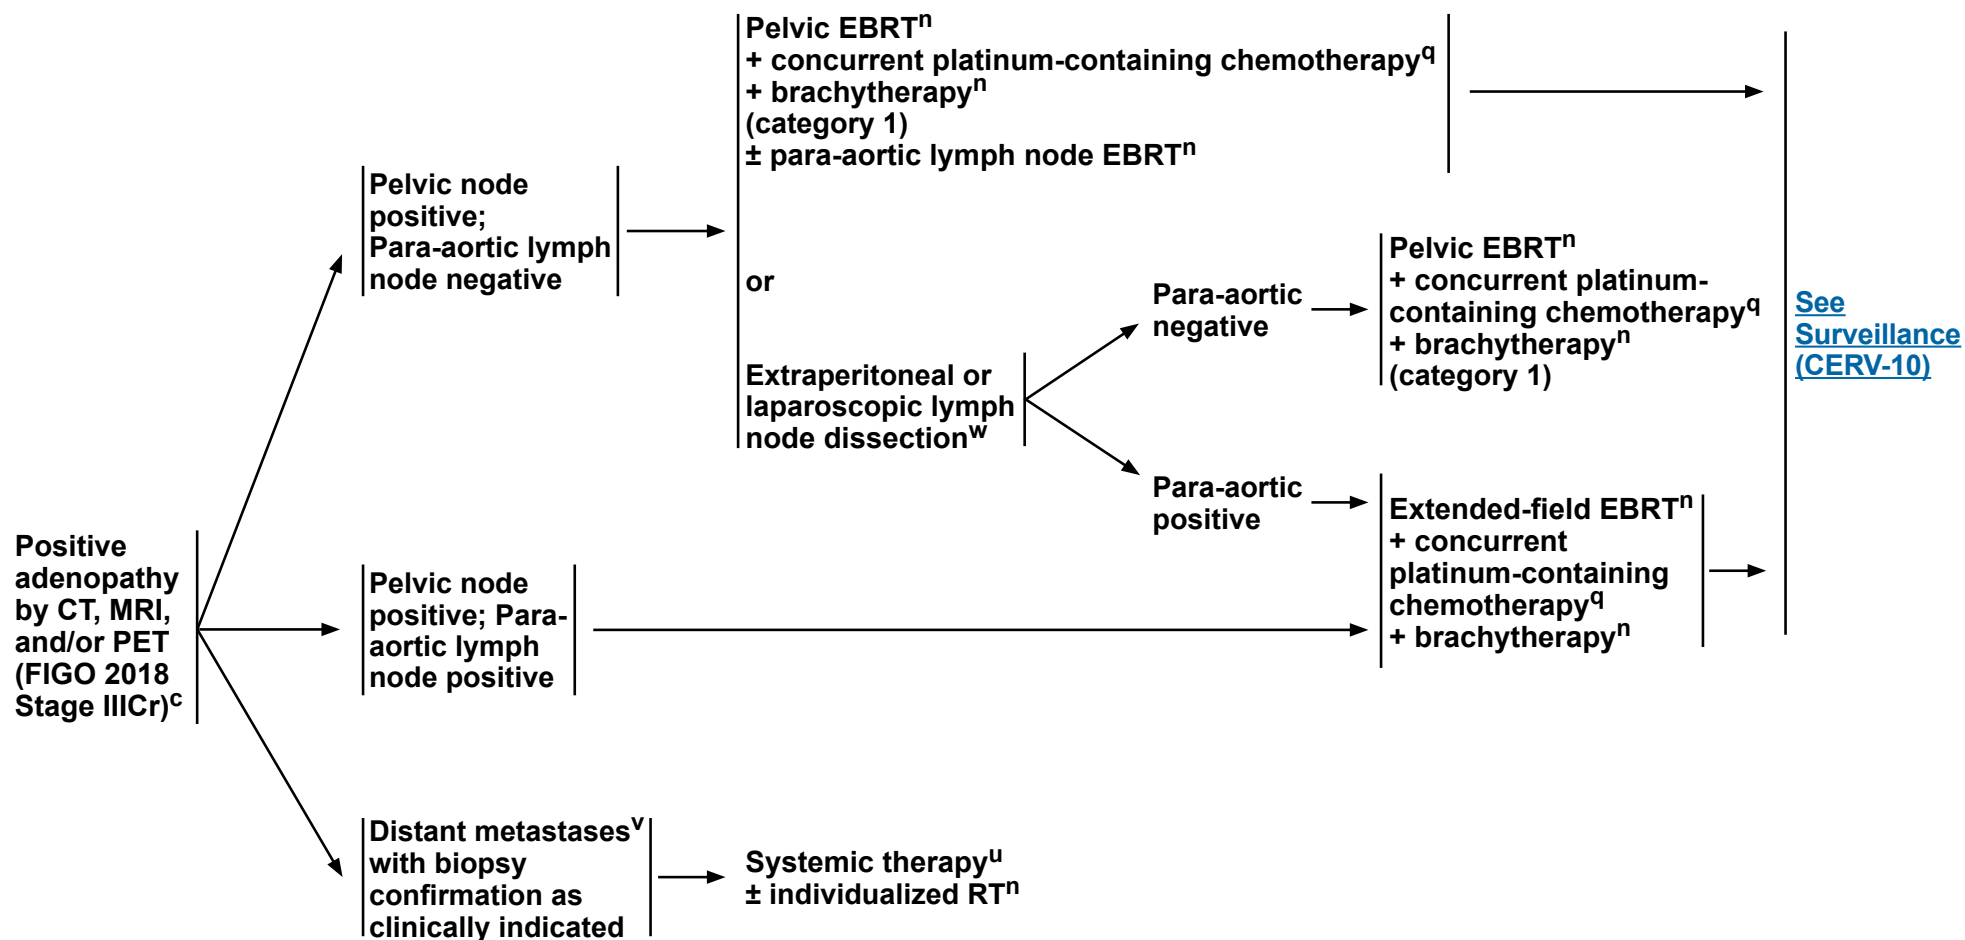 Positive
adenopathy
by CT, MRI,
and/or PET
(FIGO 2018
Stage IIICr)c
Pelvic node
positive;
Para-aortic lymph
node negative
Pelvic EBRTn
+ concurrent platinum-containing chemotherapyq
+ brachytherapyn
(category 1)
± para-aortic lymph node EBRTn
or
Extraperitoneal or
laparoscopic lymph
node dissectionw
Para-aortic
negative
Pelvic EBRTn
+ concurrent platinum-
containing chemotherapyq
+ brachytherapyn
(category 1)
Para-aortic
positive
Extended-field EBRTn
+ concurrent
platinum-containing
chemotherapyq
+ brachytherapyn
See
Surveillance
(CERV-10)
Pelvic node
positive; Para-
aortic lymph
node positive
Distant metastasesv
with biopsy
confirmation as
clinically indicated
Systemic therapyu
± individualized RTn